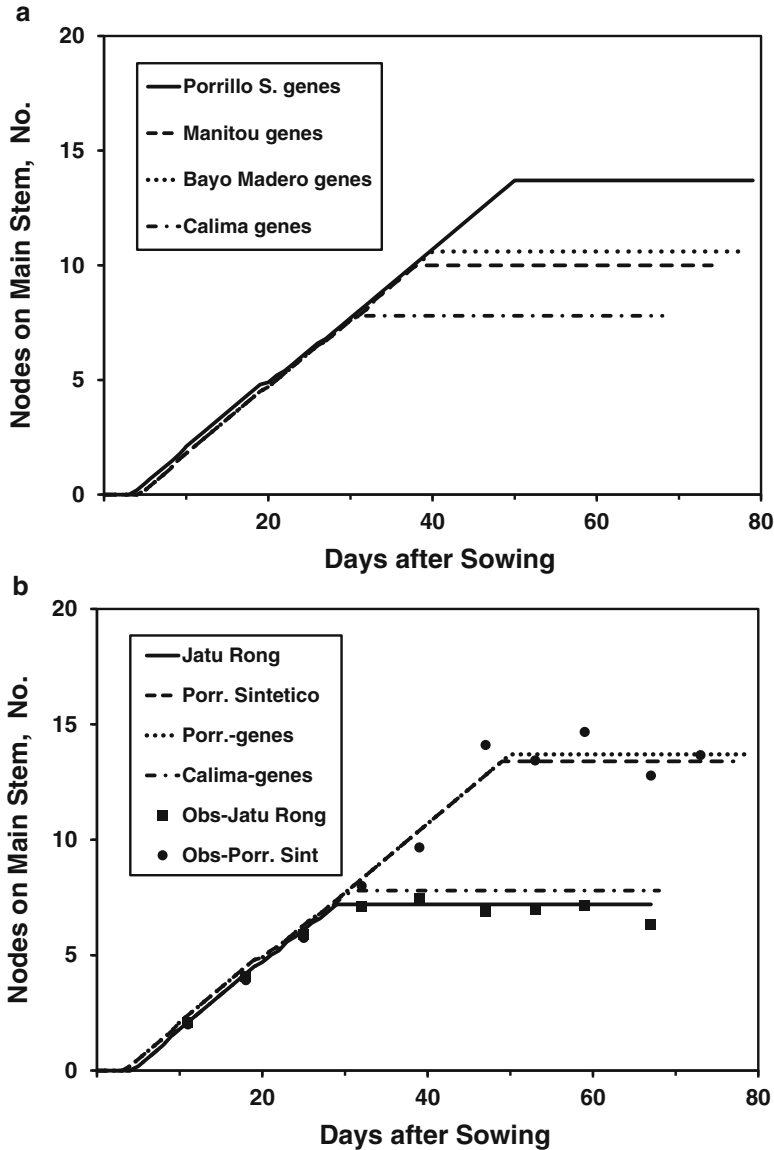 a
20
15
10
5
0
Nodes on Main Stem, No.
Porrillo S. genes
Manitou genes
Bayo Madero genes
Calima genes
20 40 60 80
Days after Sowing
b
20
15
10
5
0
Nodes on Main Stem, No.
Jatu Rong
Porr. Sintetico
Porr.-genes
Calima-genes
Obs-Jatu Rong
Obs-Porr. Sint
20 40 60 80
Days after Sowing